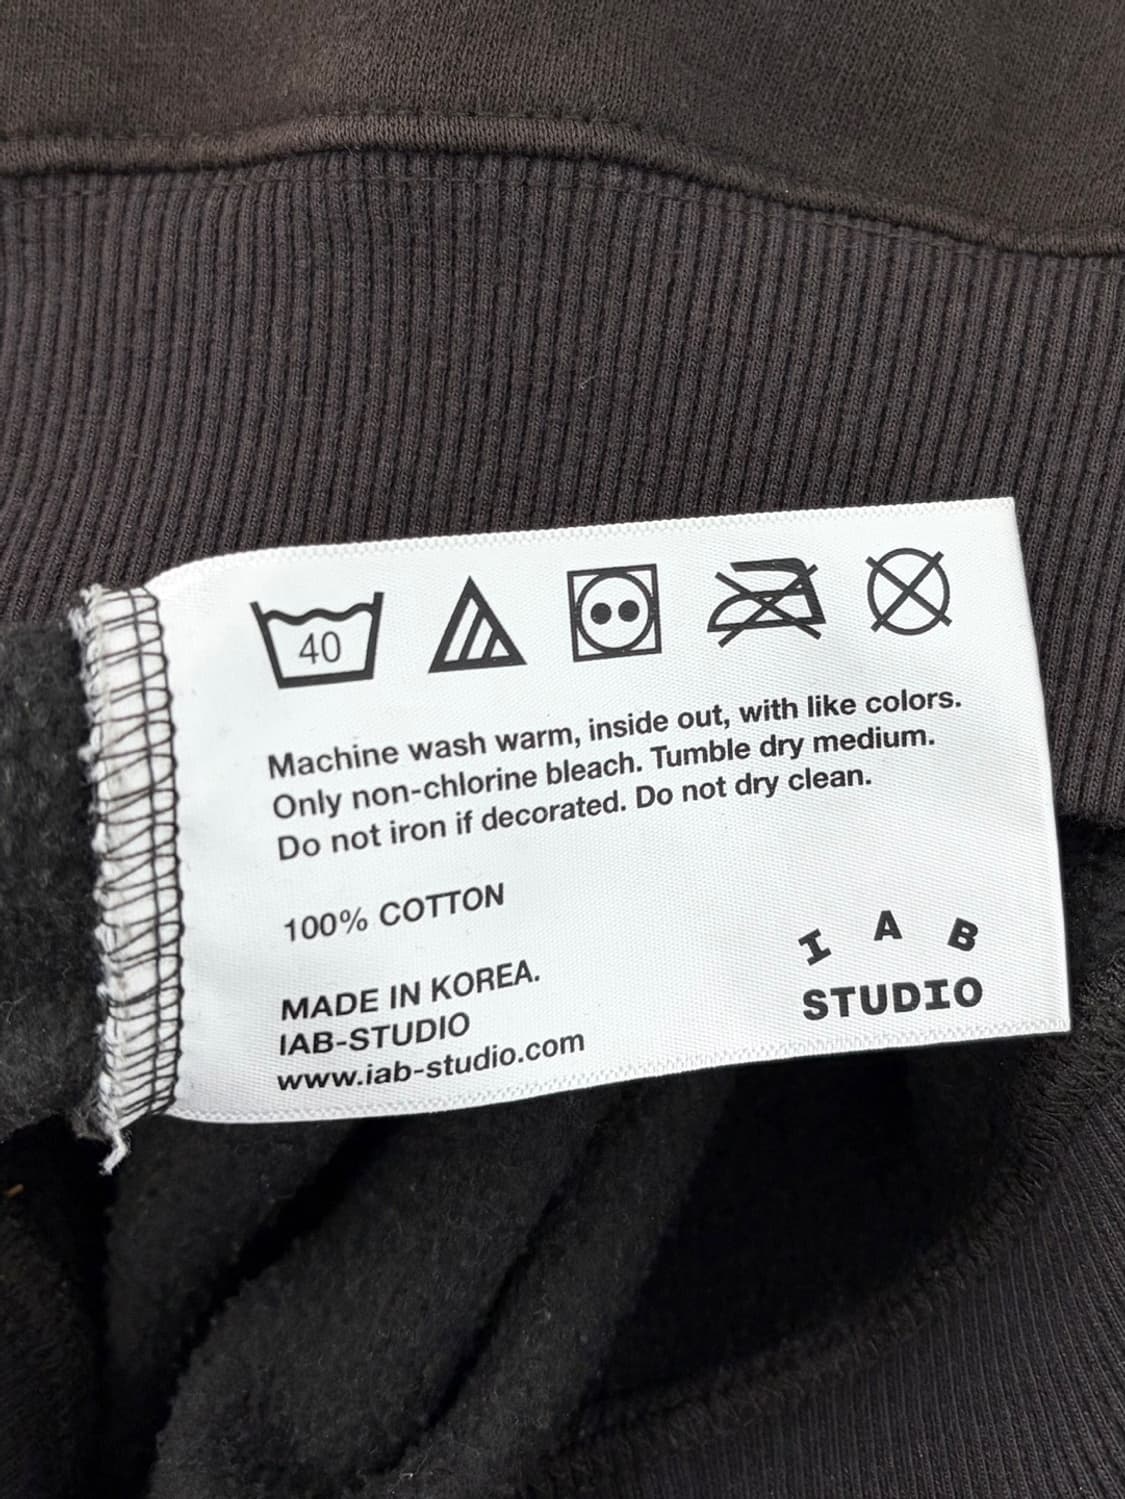 40
Machine wash warm, inside out, with like colors.
Only non-chlorine bleach. Tumble dry medium.
Do not iron if decorated. Do not dry clean.
100% COTTON
MADE IN KOREA.
IAB-STUDIO
www.iab-studio.com
I A B
STUDIO